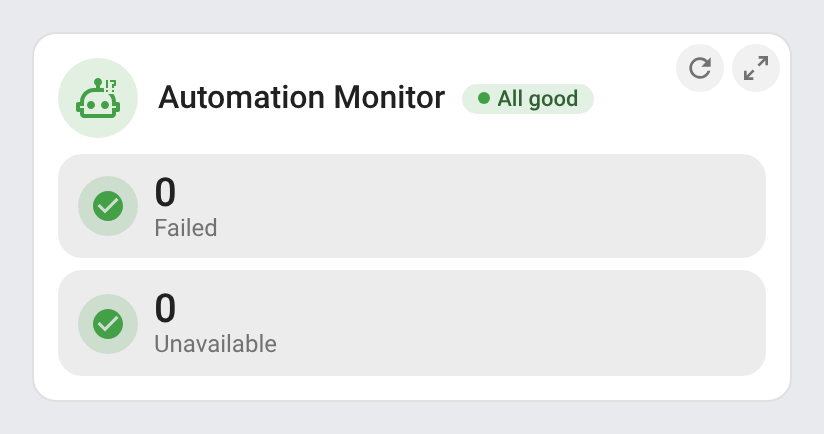 Automation Monitor
All good
0
Failed
0
Unavailable